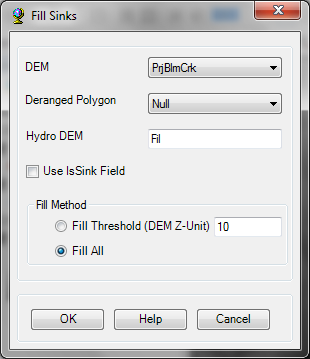 Fill Sinks
DEM PrjBlmCrk
Deranged Polygon Null
Hydro DEM Fil
Use IsSink Field
Fill Method
Fill Threshold (DEM Z-Unit) 10
Fill All
OK Help Cancel